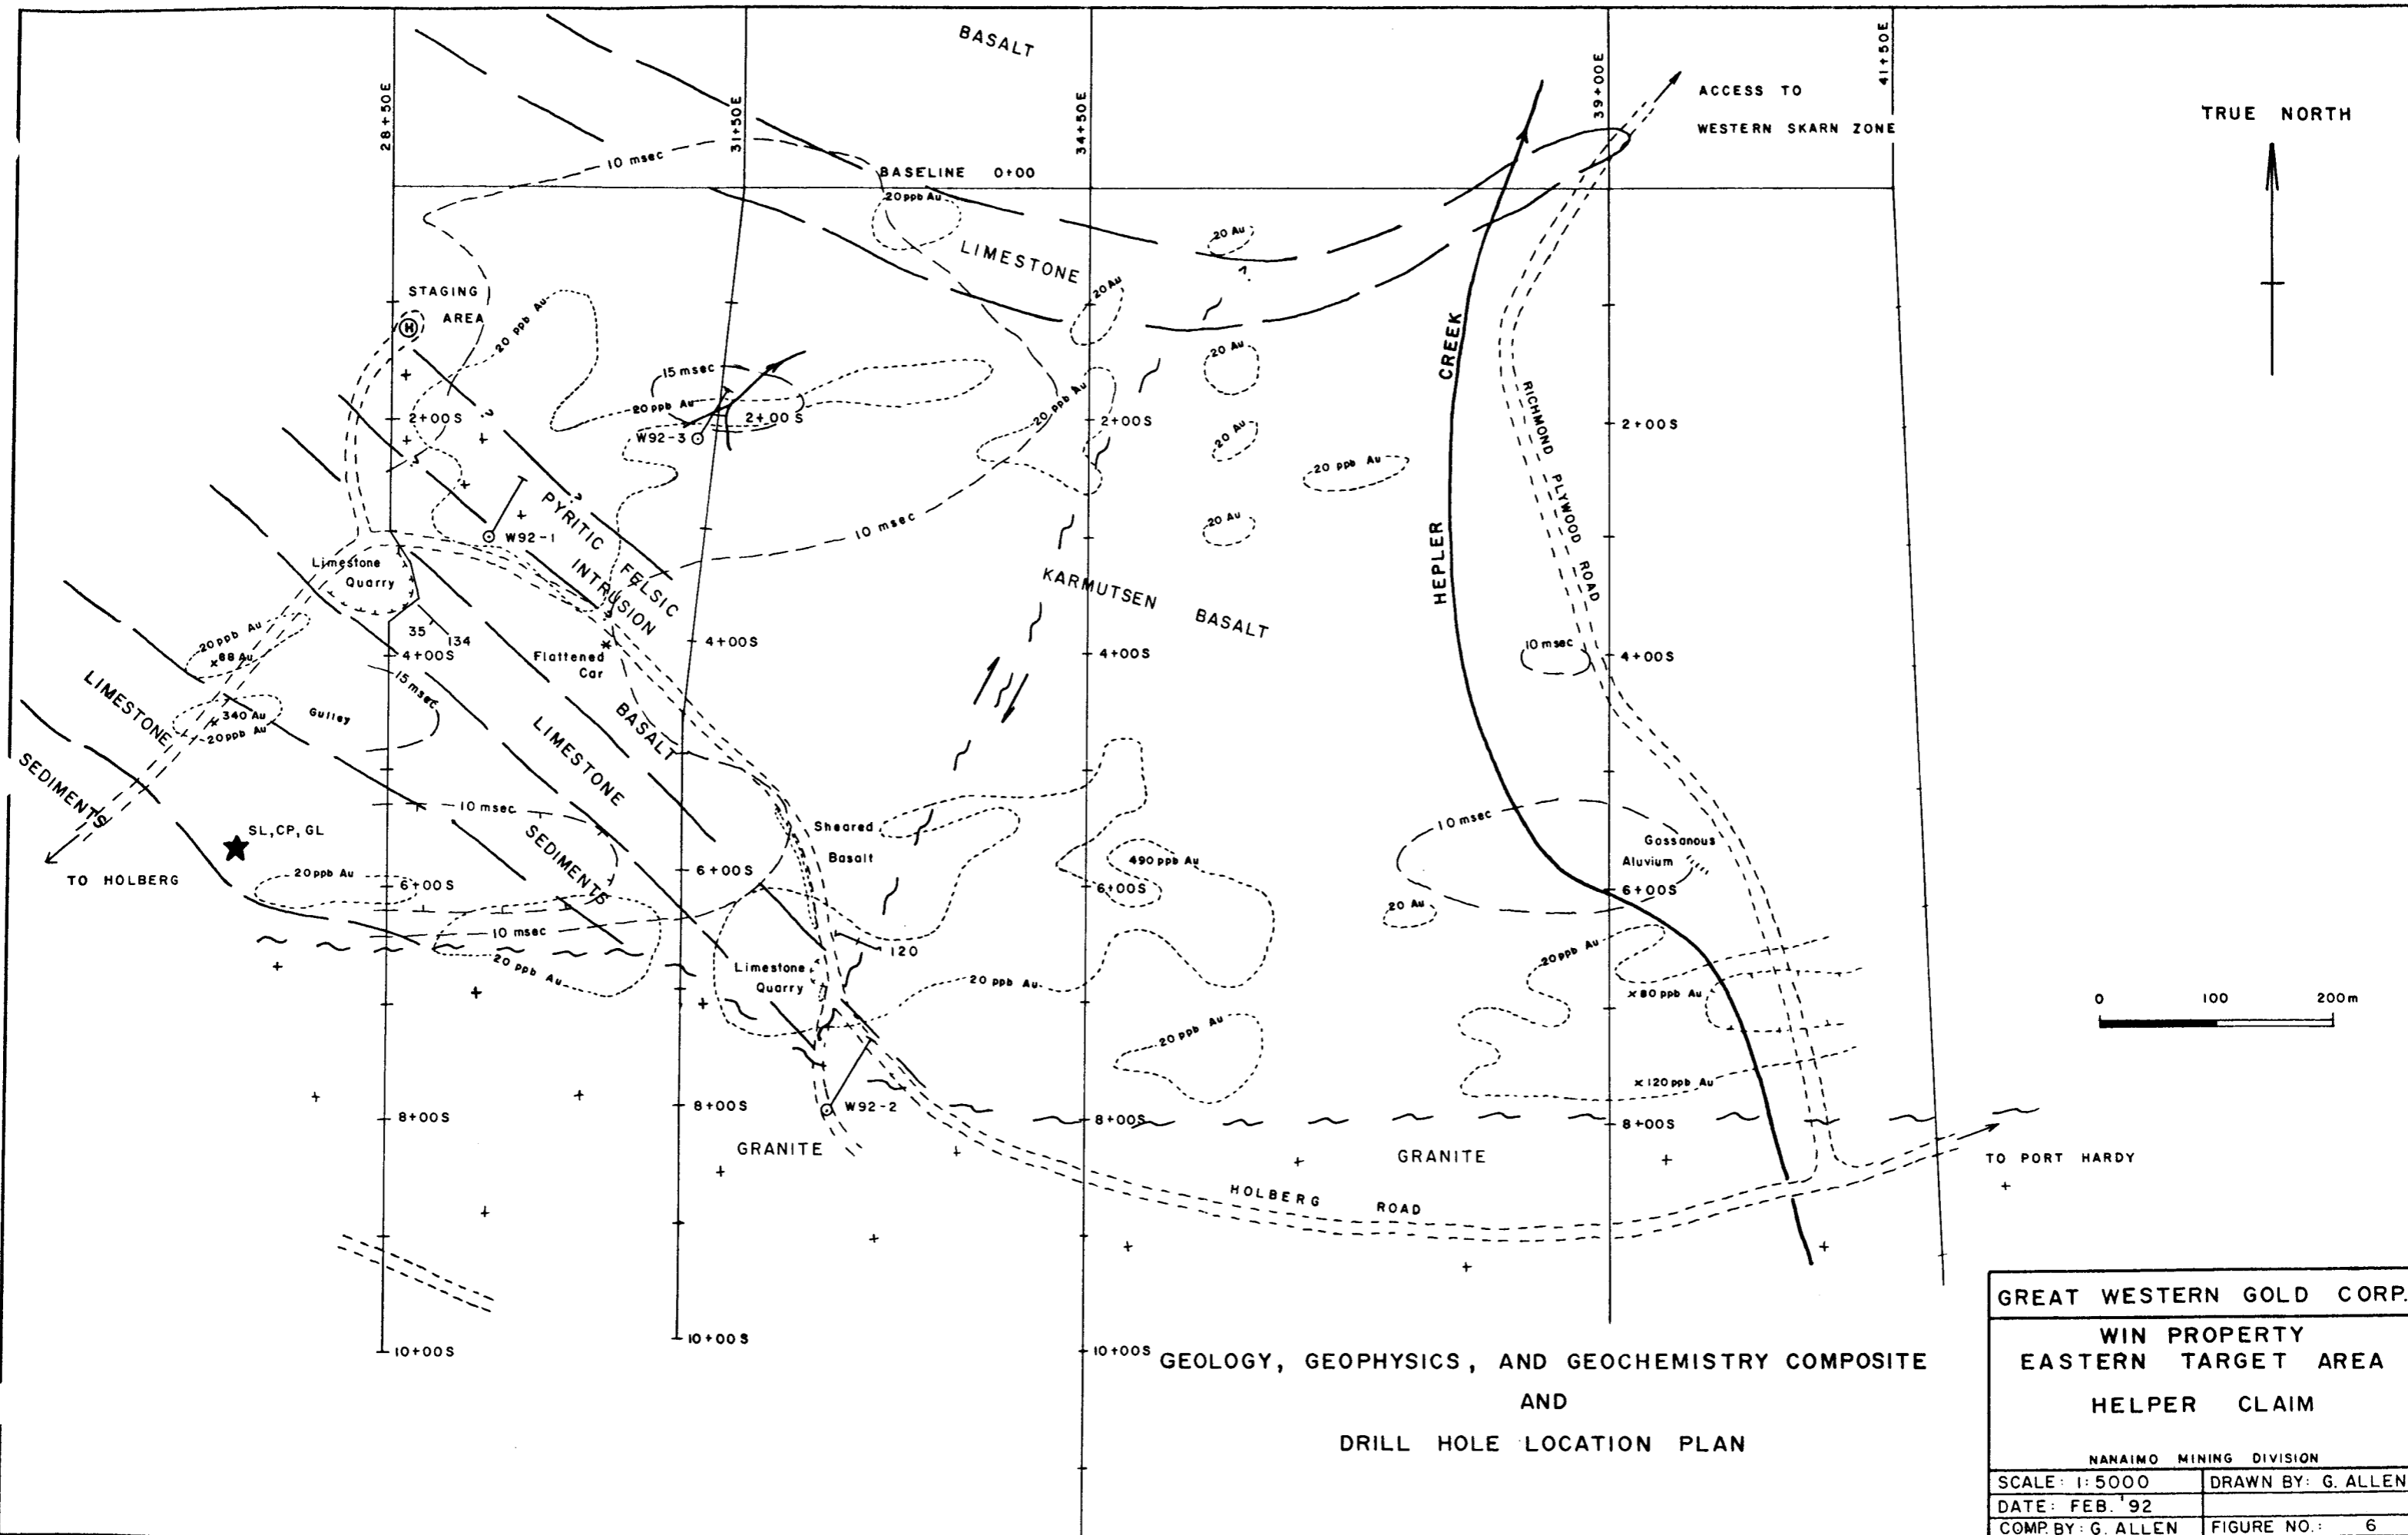 BASALT
28+50E
31+50E
34+50E
39+00E
41+50E
ACCESS TO
WESTERN SKARN ZONE
TRUE NORTH
10 msec
BASELINE 0+00
20 ppb Au
LIMESTONE
20 Au
?
20 Au
STAGING
AREA
H
20 ppb Au
15 msec
20 ppb Au
2+00S
W92-3
2+00S
?
20 ppb Au
2+00S
20 Au
20 Au
20 ppb Au
20 Au
CREEK
HEPLER
RICHMOND PLYWOOD ROAD
2+00S
W92-1
PYRITIC FELSIC
INTRUSION
?
?
10 msec
Limestone
Quarry
35
134
KARMUTSEN BASALT
20 ppb Au
88 Au
4+00S
Flattened
Car
4+00S
4+00S
10 msec
4+00S
15 msec
LIMESTONE
340 Au
20 ppb Au
Gulley
BASALT
LIMESTONE
SEDIMENTS
SL, CP, GL
TO HOLBERG
10 msec
SEDIMENTS
Sheared
Basalt
10 msec
Gossanous
Aluvium
20 ppb Au
6+00S
6+00S
490 ppb Au
6+00S
6+00S
20 Au
10 msec
20 ppb Au
120
Limestone
Quarry
20 ppb Au
20 ppb Au
80 ppb Au
20 ppb Au
120 ppb Au
8+00S
8+00S
W92-2
8+00S
8+00S
GRANITE
GRANITE
TO PORT HARDY
HOLBERG ROAD
0 100 200m
10+00S
10+00S
10+00S
GEOLOGY, GEOPHYSICS, AND GEOCHEMISTRY COMPOSITE
AND
DRILL HOLE LOCATION PLAN
GREAT WESTERN GOLD CORP.
WIN PROPERTY
EASTERN TARGET AREA
HELPER CLAIM
NANAIMO MINING DIVISION
SCALE: 1:5000 DRAWN BY: G. ALLEN
DATE: FEB. '92
COMP. BY: G. ALLEN FIGURE NO.: 6